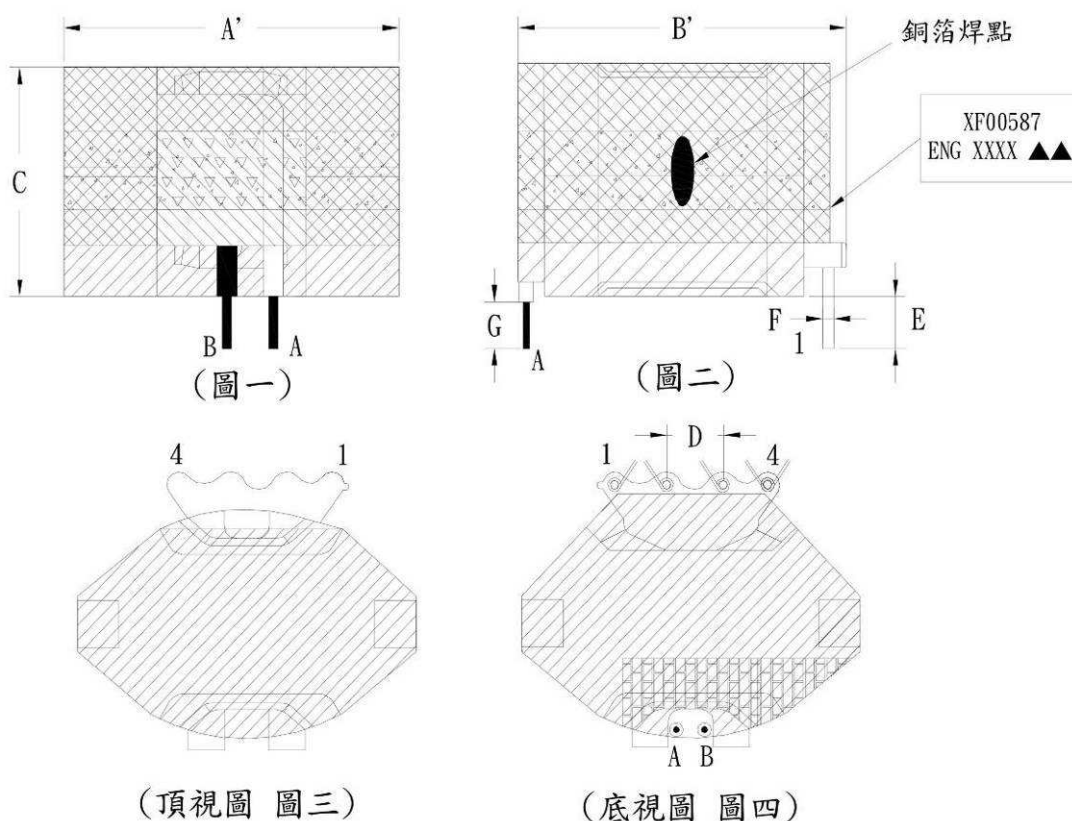 A'
B'
銅箔焊點
XF00587
ENG XXXX ▲▲
C
B
A
G
A
F
1
E
(圖一)
(圖二)
4
1
1
D
4
A
B
(頂視圖 圖三)
(底視圖 圖四)